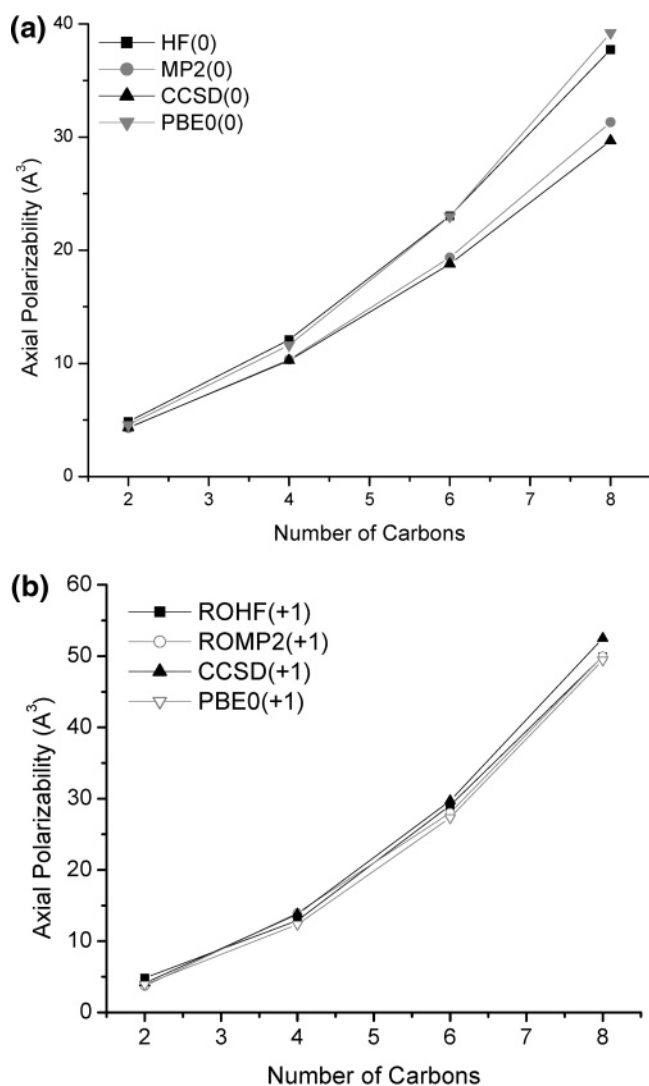 (a)
HF(0)
MP2(0)
CCSD(0)
PBE0(0)
Axial Polarizability (A³)
40
30
20
10
0
2 3 4 5 6 7 8
Number of Carbons
(b)
ROHF(+1)
ROMP2(+1)
CCSD(+1)
PBE0(+1)
Axial Polarizability (A³)
60
50
40
30
20
10
0
2 3 4 5 6 7 8
Number of Carbons